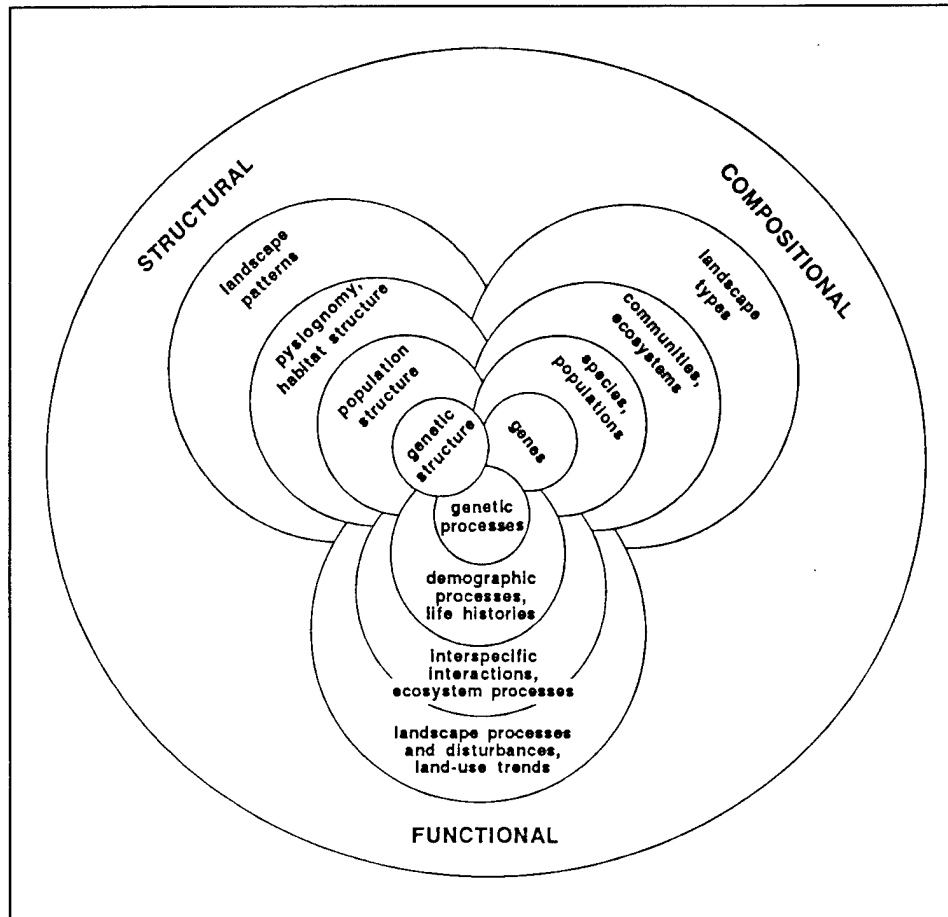 STRUCTURAL
landscape
patterns
pysiognomy,
habitat structure
population
structure
genetic
structure
COMPOSITIONAL
landscape
types
communities,
ecosystems
species,
populations
genes
genetic
processes
demographic
processes,
life histories
interspecific
interactions,
ecosystem processes
landscape processes
and disturbances,
land-use trends
FUNCTIONAL